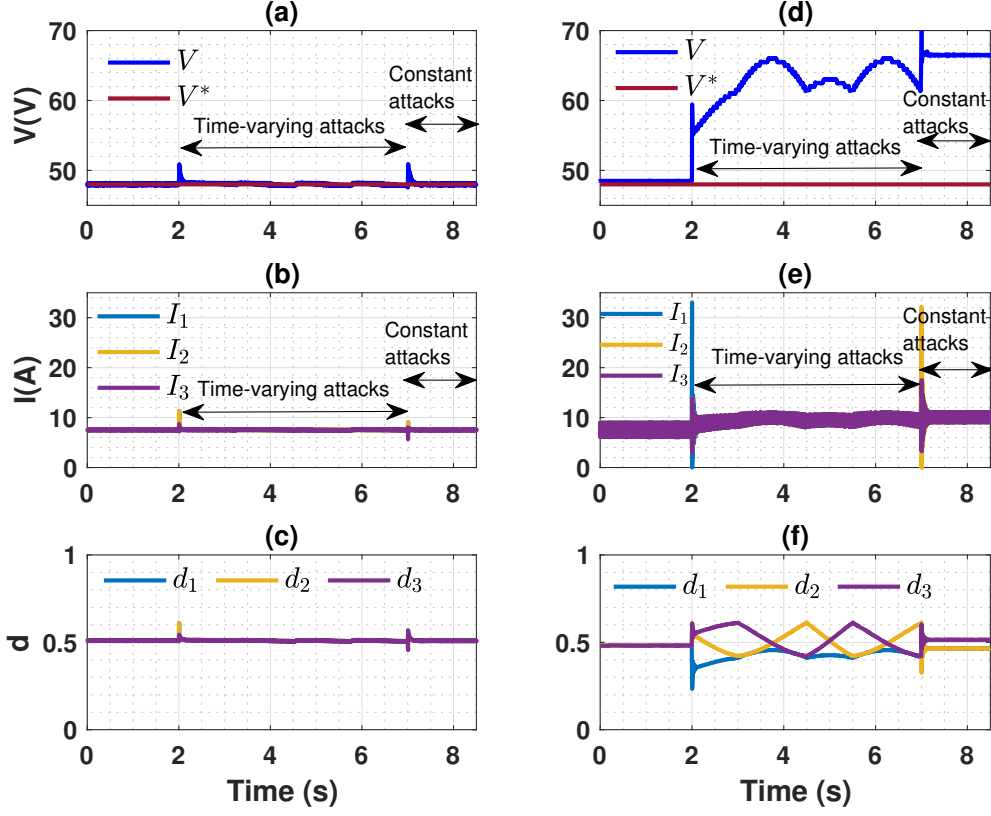 (a)
V(V)
70
60
50
V
V*
Constant
attacks
Time-varying attacks
0 2 4 6 8
(d)
70
60
50
V
V*
Constant
attacks
Time-varying attacks
0 2 4 6 8
(b)
I(A)
30
20
10
0
I1
I2
I3
Constant
attacks
Time-varying attacks
0 2 4 6 8
(e)
30
20
10
0
I1
I2
I3
Constant
attacks
Time-varying attacks
0 2 4 6 8
(c)
d
1
0.5
0
d1 d2 d3
0 2 4 6 8
Time (s)
(f)
1
0.5
0
d1 d2 d3
0 2 4 6 8
Time (s)